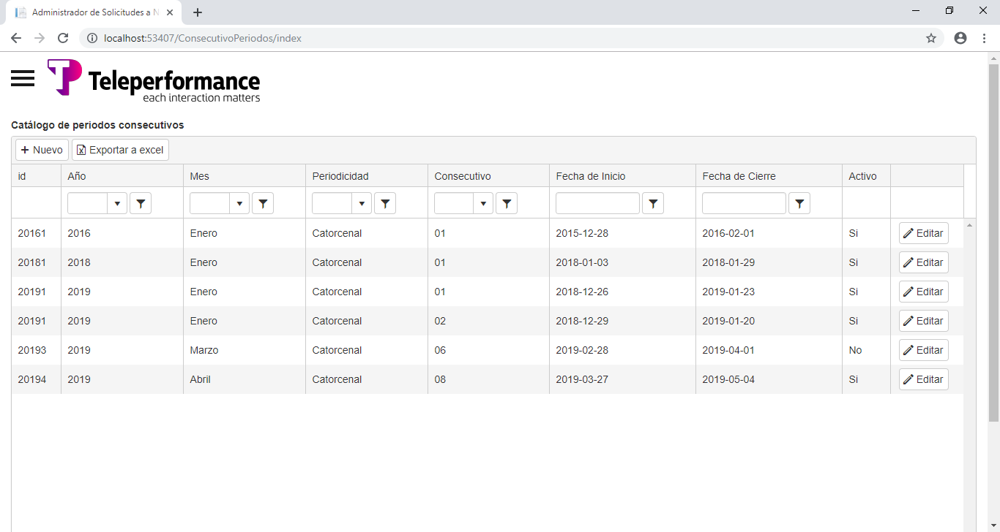 Administrador de Solicitudes a N
localhost:53407/ConsecutivoPeriodos/index
Teleperformance
each interaction matters
Catálogo de periodos consecutivos
Nuevo Exportar a excel
id Año Mes Periodicidad Consecutivo Fecha de Inicio Fecha de Cierre Activo
20161 2016 Enero Catorcenal 01 2015-12-28 2016-02-01 Si Editar
20181 2018 Enero Catorcenal 01 2018-01-03 2018-01-29 Si Editar
20191 2019 Enero Catorcenal 01 2018-12-26 2019-01-23 Si Editar
20191 2019 Enero Catorcenal 02 2018-12-29 2019-01-20 Si Editar
20193 2019 Marzo Catorcenal 06 2019-02-28 2019-04-01 No Editar
20194 2019 Abril Catorcenal 08 2019-03-27 2019-05-04 Si Editar